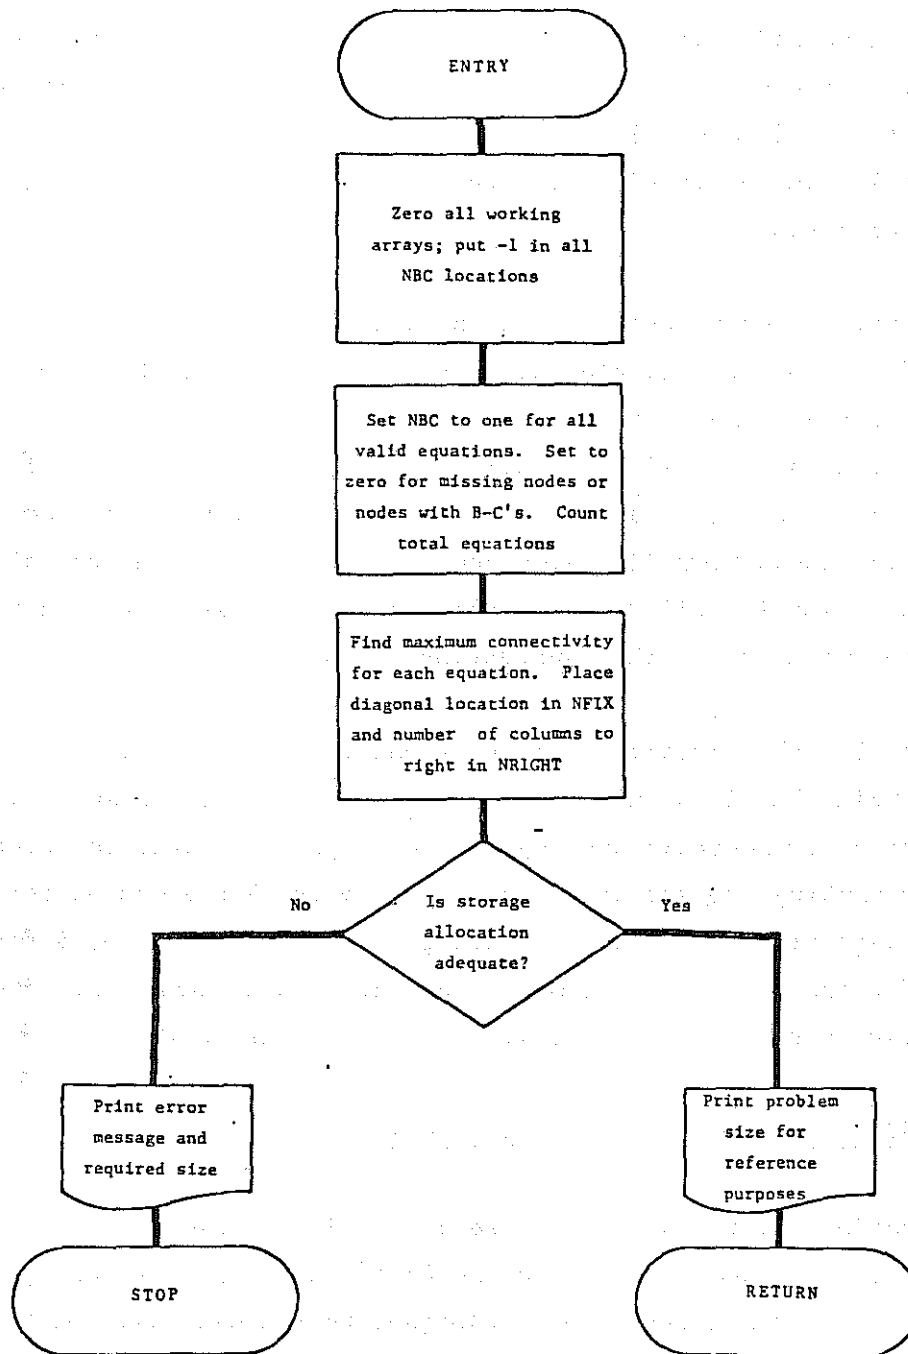 ENTRY
Zero all working
arrays; put -1 in all
NBC locations
Set NBC to one for all
valid equations. Set to
zero for missing nodes or
nodes with B-C's. Count
total equations
Find maximum connectivity
for each equation. Place
diagonal location in NFIX
and number of columns to
right in NRIGHT
Is storage
allocation
adequate?
No
Yes
Print error
message and
required size
Print problem
size for
reference
purposes
STOP
RETURN